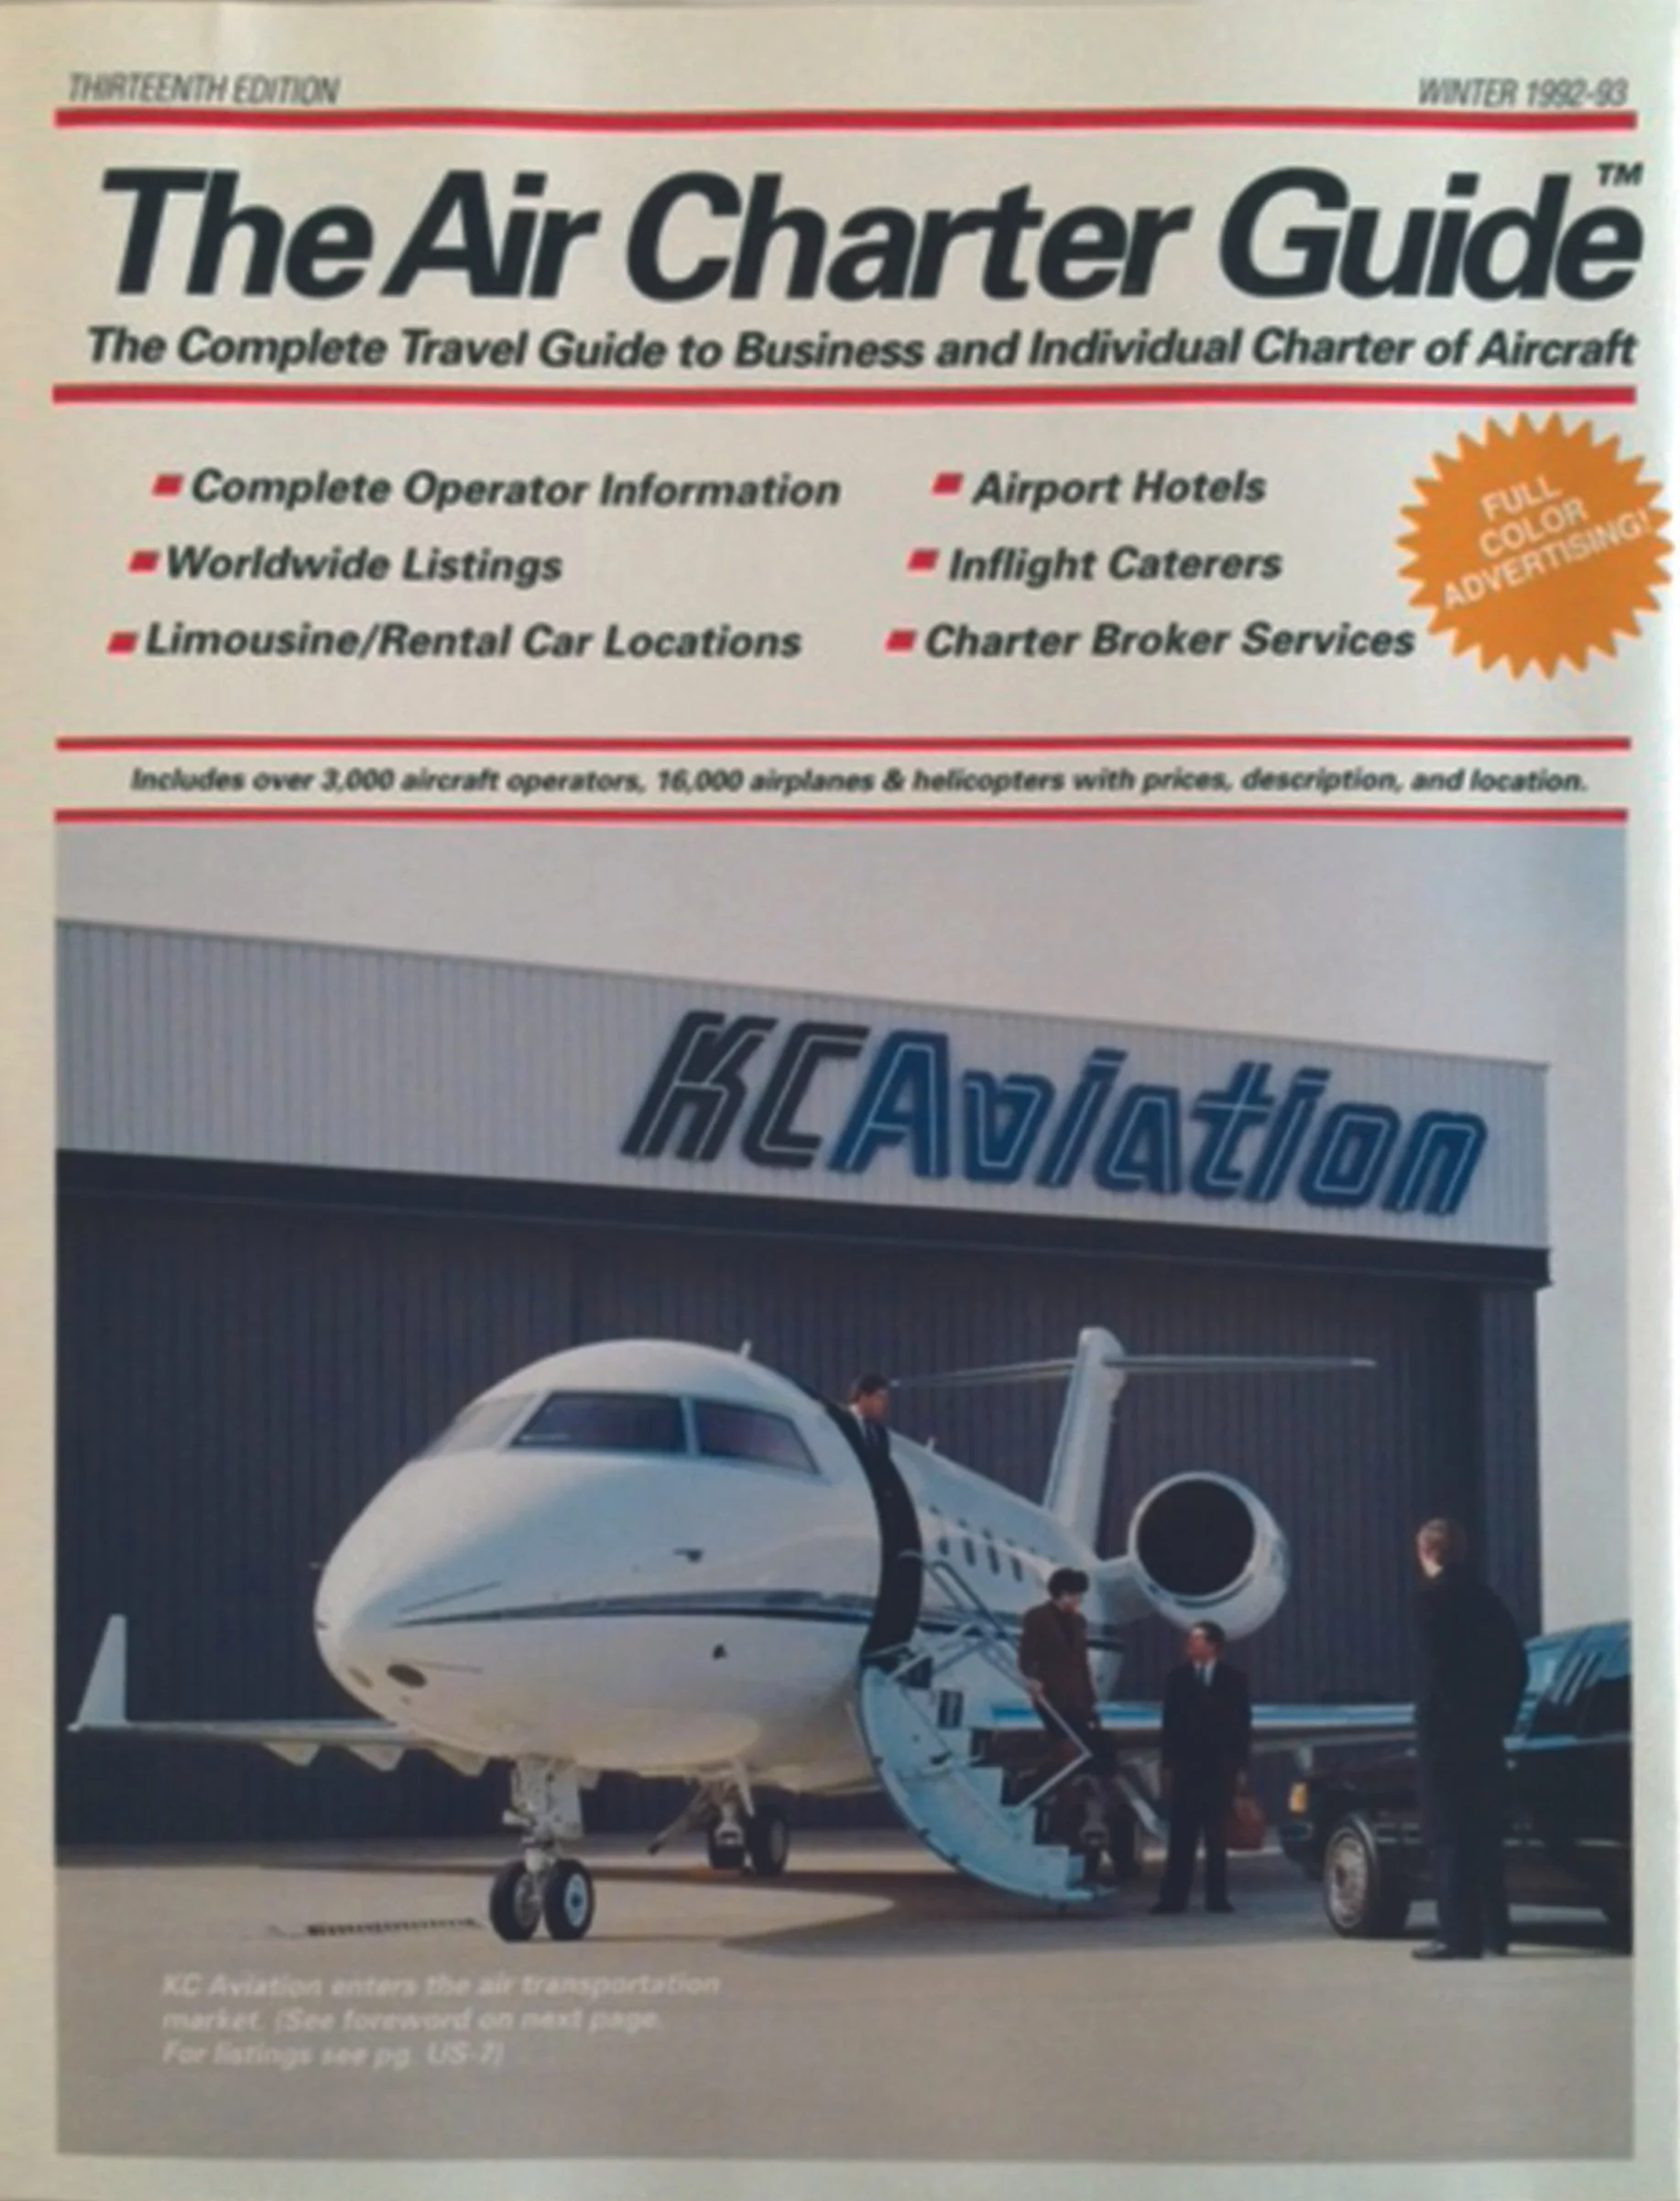 THIRTEENTH EDITION
WINTER 1992-93
The Air Charter Guide™
The Complete Travel Guide to Business and Individual Charter of Aircraft
Complete Operator Information
Worldwide Listings
Limousine/Rental Car Locations
Airport Hotels
Inflight Caterers
Charter Broker Services
FULL
COLOR
ADVERTISING!
Includes over 3,000 aircraft operators, 16,000 airplanes & helicopters with prices, description, and location.
KCAviation
KC Aviation enters the air transportation
market. (See foreword on next page.
For listings see pg. US-7)